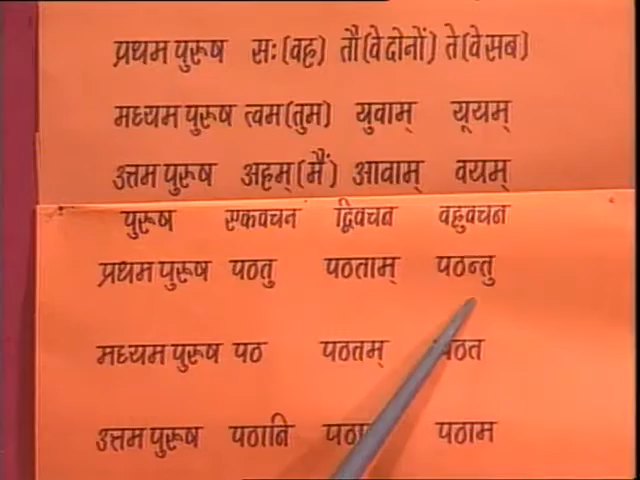 प्रथम पुरूष सः (वह) तौ (वे दोनों) ते (वे सब)
मध्यम पुरूष त्वम (तुम) युवाम् यूयम्
उत्तम पुरूष अहम् (मैं) आवाम् वयम्
पुरूष एकवचन द्विवचन बहुवचन
प्रथम पुरूष पठतु पठताम् पठन्तु
मध्यम पुरूष पठ पठतम् पठत
उत्तम पुरूष पठानि पठाम